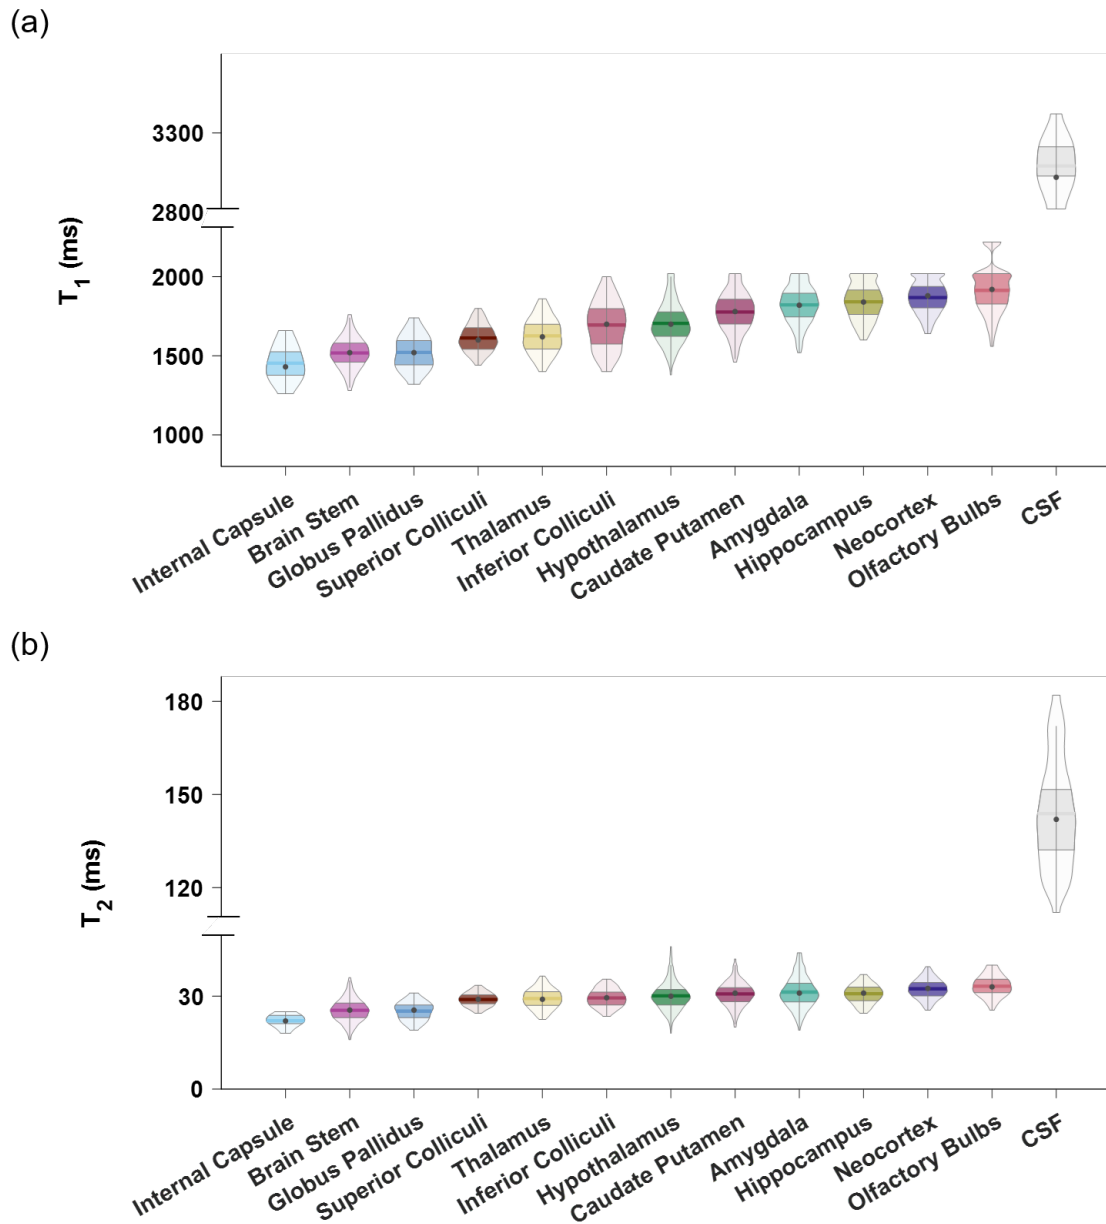 (a)
T1 (ms)
3300
2800
2000
1500
1000
Internal Capsule
Brain Stem
Globus Pallidus
Superior Colliculi
Thalamus
Inferior Colliculi
Hypothalamus
Caudate Putamen
Amygdala
Hippocampus
Neocortex
Olfactory Bulbs
CSF
(b)
T2 (ms)
180
150
120
30
0
Internal Capsule
Brain Stem
Globus Pallidus
Superior Colliculi
Thalamus
Inferior Colliculi
Hypothalamus
Caudate Putamen
Amygdala
Hippocampus
Neocortex
Olfactory Bulbs
CSF